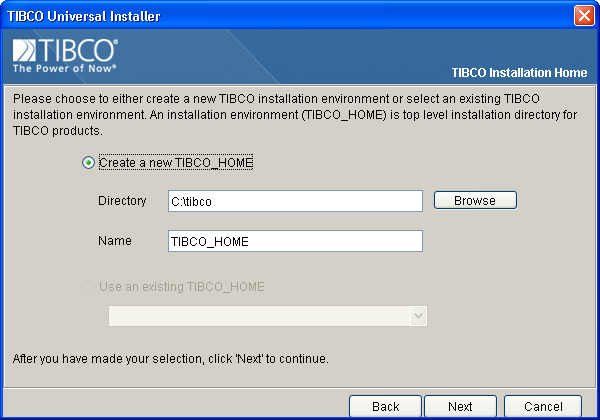 TIBCO Universal Installer
TIBCO®
The Power of Now®
TIBCO Installation Home
Please choose to either create a new TIBCO installation environment or select an existing TIBCO
installation environment. An installation environment (TIBCO_HOME) is top level installation directory for
TIBCO products.
Create a new TIBCO_HOME
Directory C:\tibco Browse
Name TIBCO_HOME
Use an existing TIBCO_HOME
After you have made your selection, click 'Next' to continue.
Back Next Cancel